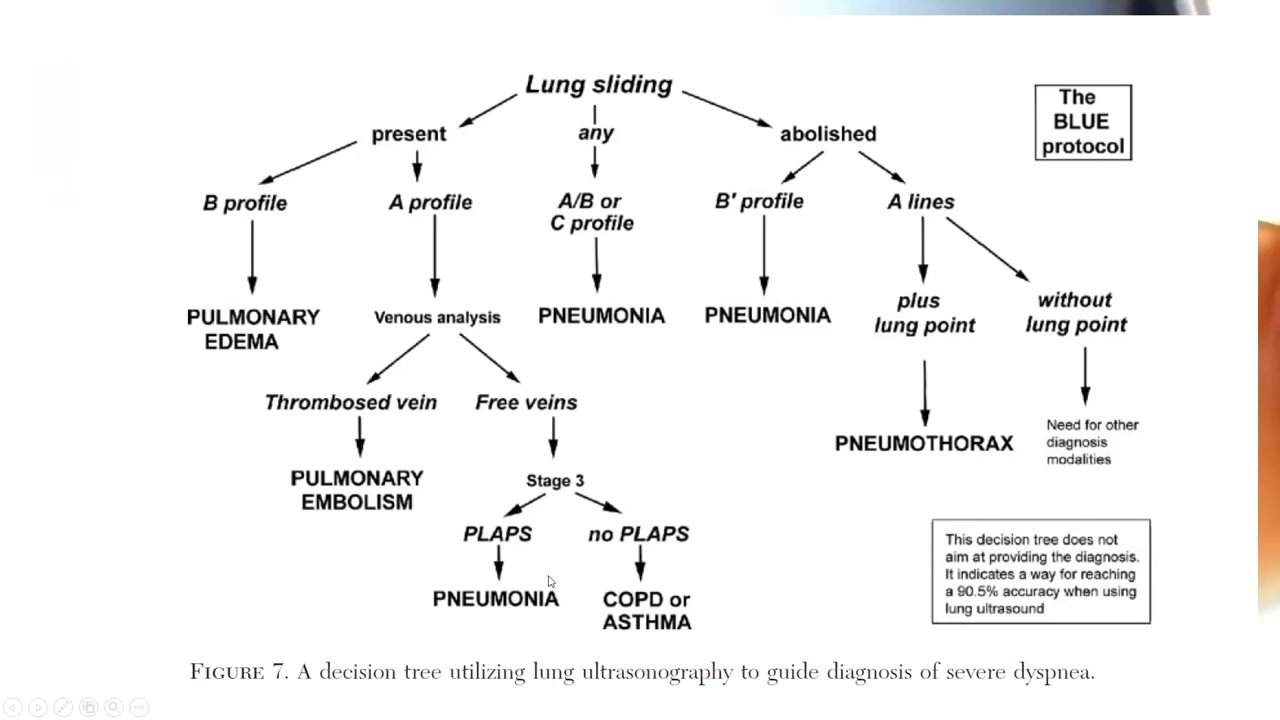 Lung sliding
The
BLUE
protocol
present
any
abolished
B profile
A profile
A/B or
C profile
B' profile
A lines
PULMONARY
EDEMA
Venous analysis
PNEUMONIA
PNEUMONIA
plus
lung point
without
lung point
Thrombosed vein
Free veins
PNEUMOTHORAX
Need for other
diagnosis
modalities
PULMONARY
EMBOLISM
Stage 3
PLAPS
no PLAPS
PNEUMONIA
COPD or
ASTHMA
This decision tree does not
aim at providing the diagnosis.
It indicates a way for reaching
a 90.5% accuracy when using
lung ultrasound
FIGURE 7. A decision tree utilizing lung ultrasonography to guide diagnosis of severe dyspnea.